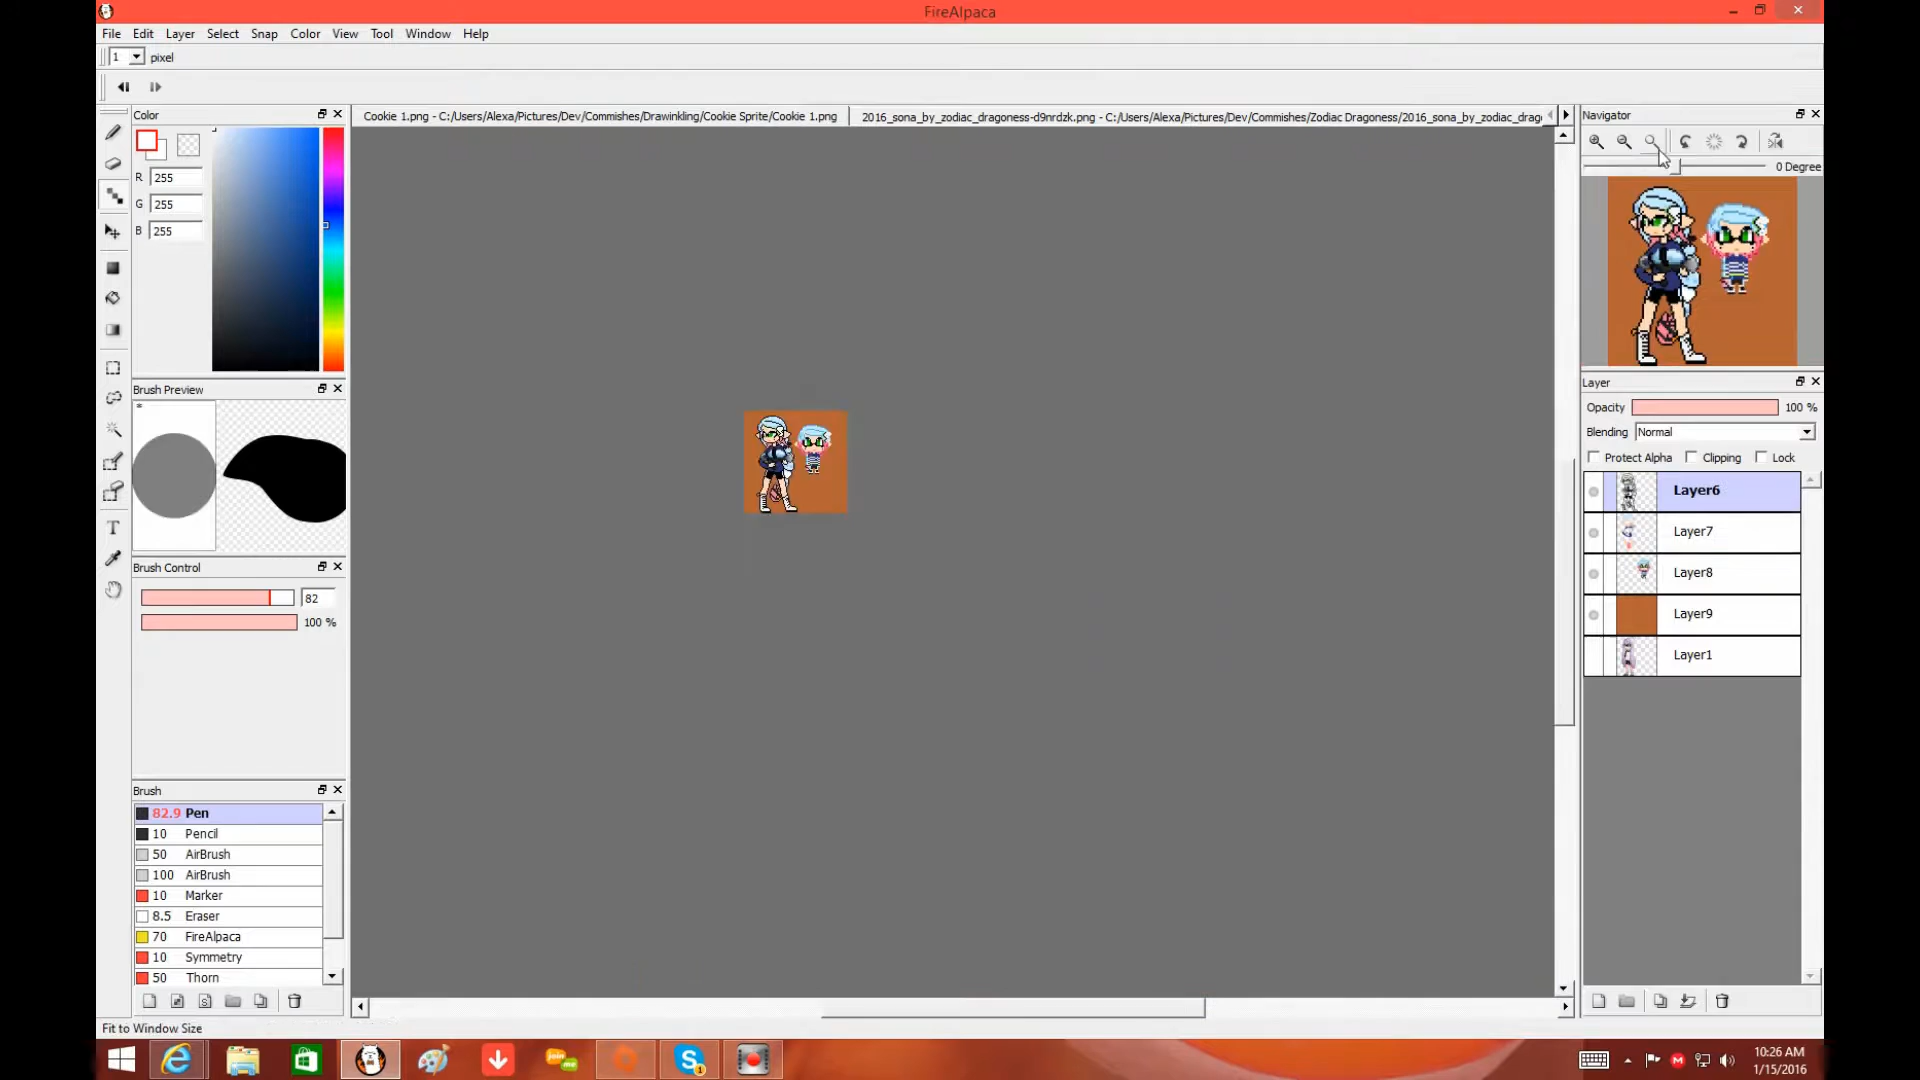 FireAlpaca
File Edit Layer Select Snap Color View Tool Window Help
1 pixel
Color
Cookie 1.png - C:/Users/Alexa/Pictures/Dev/Commishes/Drawinkling/Cookie Sprite/Cookie 1.png
2016_sona_by_zodiac_dragoness-d9nrdzk.png - C:/Users/Alexa/Pictures/Dev/Commishes/Zodiac Dragoness/2016_sona_by_zodiac_drago
Navigator
0 Degree
R 255
G 255
B 255
Brush Preview
*
Brush Control
82
100 %
Layer
Opacity 100 %
Blending Normal
Protect Alpha Clipping Lock
Layer6
Layer7
Layer8
Layer9
Layer1
Brush
82.9 Pen
10 Pencil
50 AirBrush
100 AirBrush
10 Marker
8.5 Eraser
70 FireAlpaca
10 Symmetry
50 Thorn
Fit to Window Size
join me
10:26 AM
1/15/2016